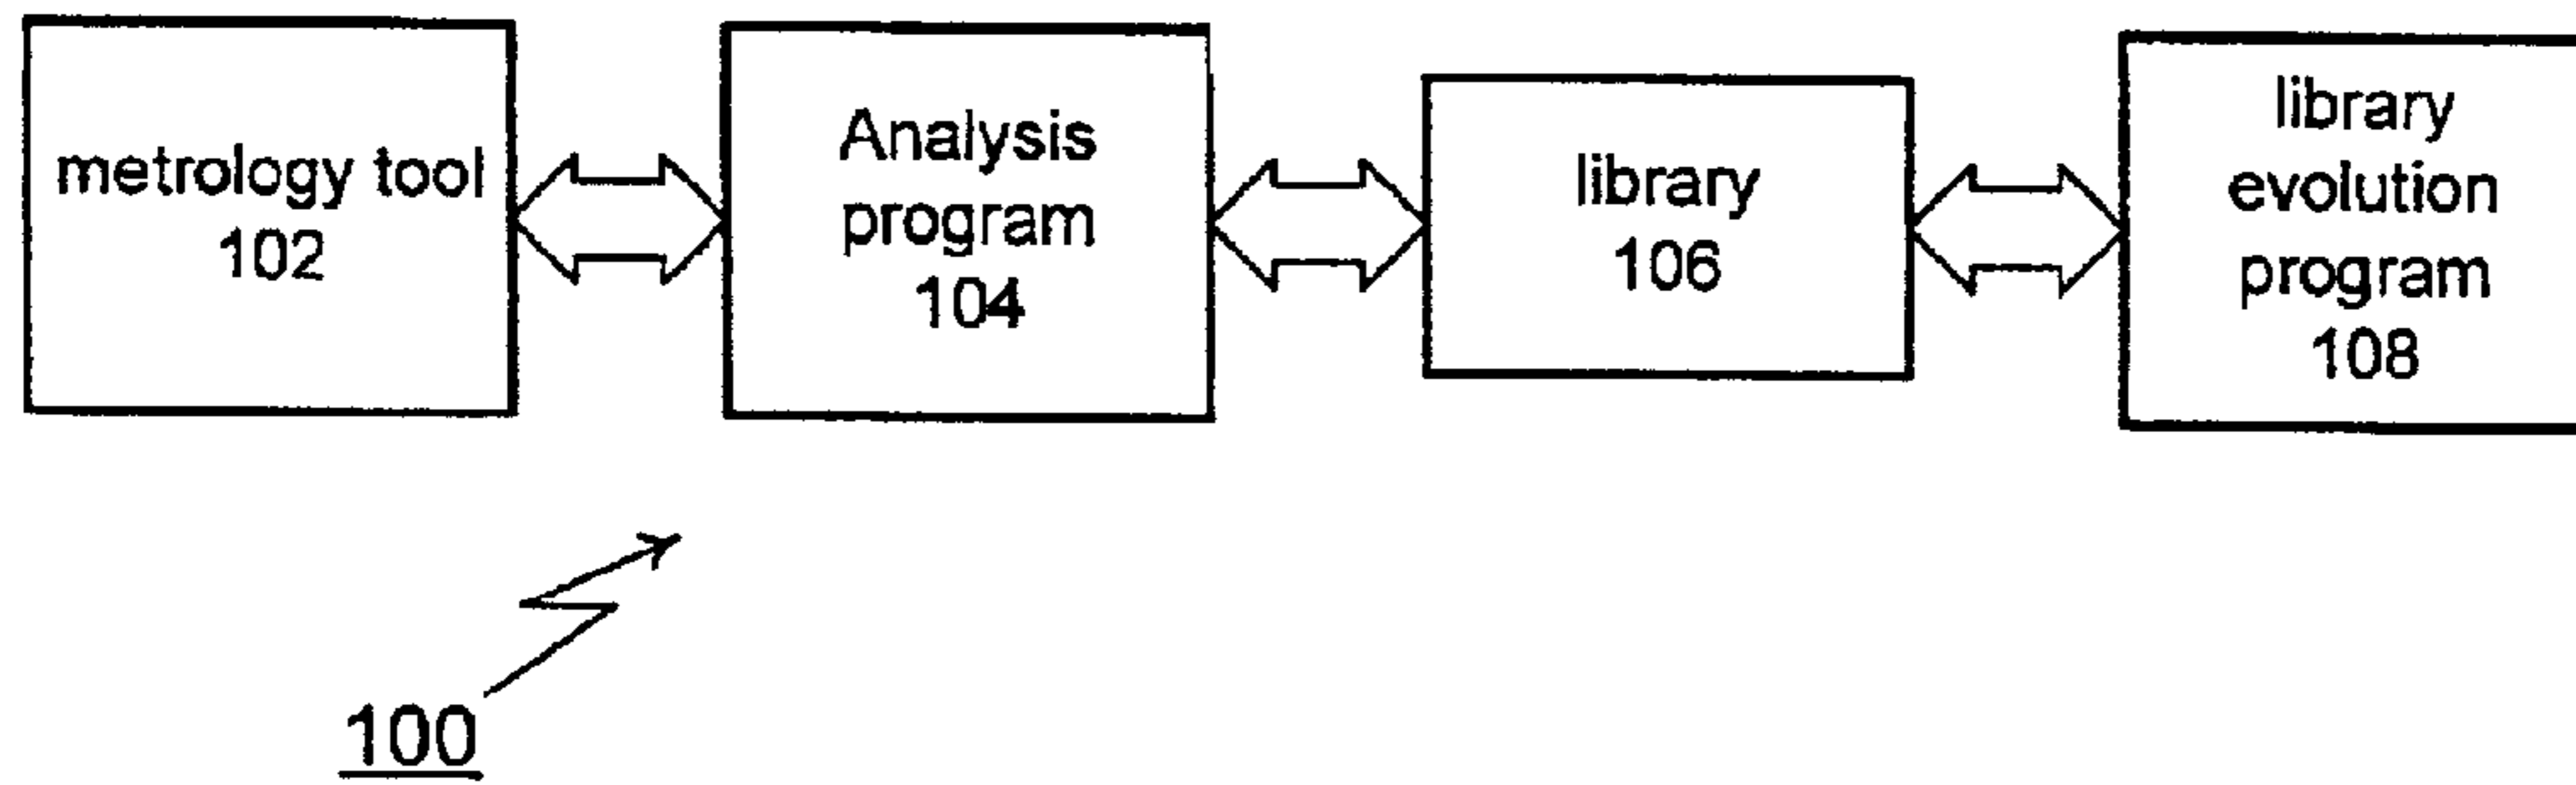 metrology tool
102
Analysis
program
104
library
106
library
evolution
program
108
100